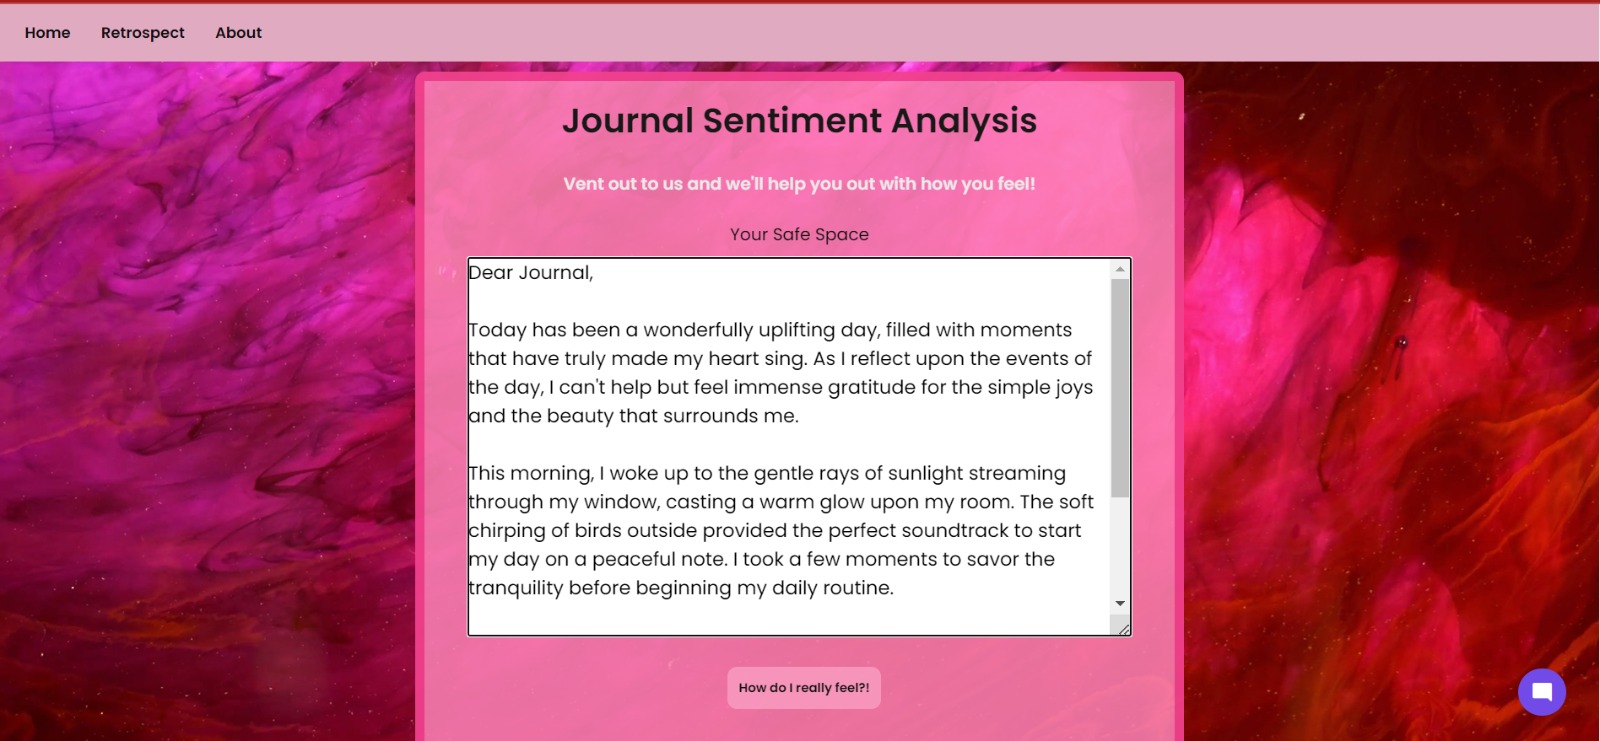 Home Retrospect About
Journal Sentiment Analysis
Vent out to us and we'll help you out with how you feel!
Your Safe Space
Dear Journal,
Today has been a wonderfully uplifting day, filled with moments
that have truly made my heart sing. As I reflect upon the events of
the day, I can't help but feel immense gratitude for the simple joys
and the beauty that surrounds me.
This morning, I woke up to the gentle rays of sunlight streaming
through my window, casting a warm glow upon my room. The soft
chirping of birds outside provided the perfect soundtrack to start
my day on a peaceful note. I took a few moments to savor the
tranquility before beginning my daily routine.
How do I really feel?!